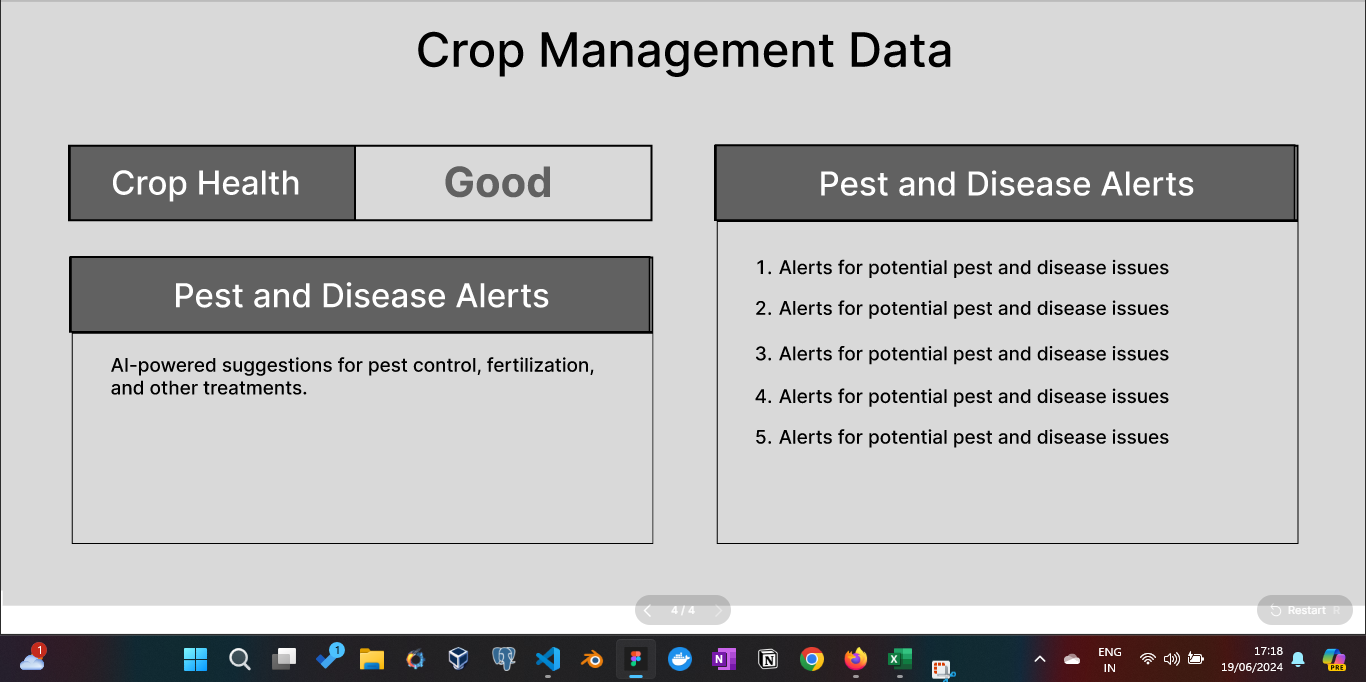 Crop Management Data
Crop Health
Good
Pest and Disease Alerts
AI-powered suggestions for pest control, fertilization,
and other treatments.
Pest and Disease Alerts
1. Alerts for potential pest and disease issues
2. Alerts for potential pest and disease issues
3. Alerts for potential pest and disease issues
4. Alerts for potential pest and disease issues
5. Alerts for potential pest and disease issues
4 / 4
Restart R
1
1
ENG
IN
17:18
19/06/2024
PRE